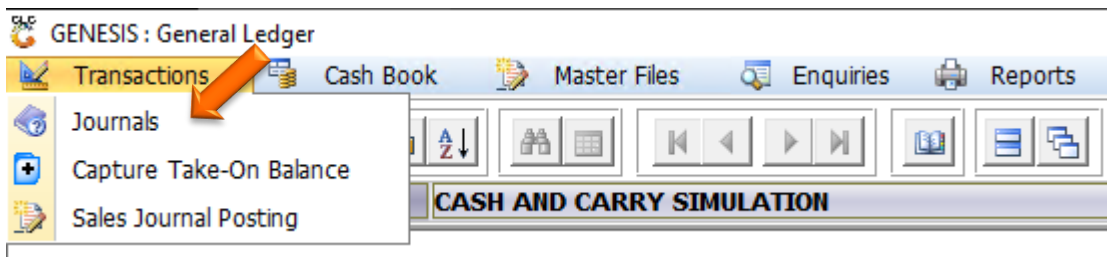 GENESIS : General Ledger
Transactions Cash Book Master Files Enquiries Reports
Journals
Capture Take-On Balance
Sales Journal Posting
A Z
CASH AND CARRY SIMULATION